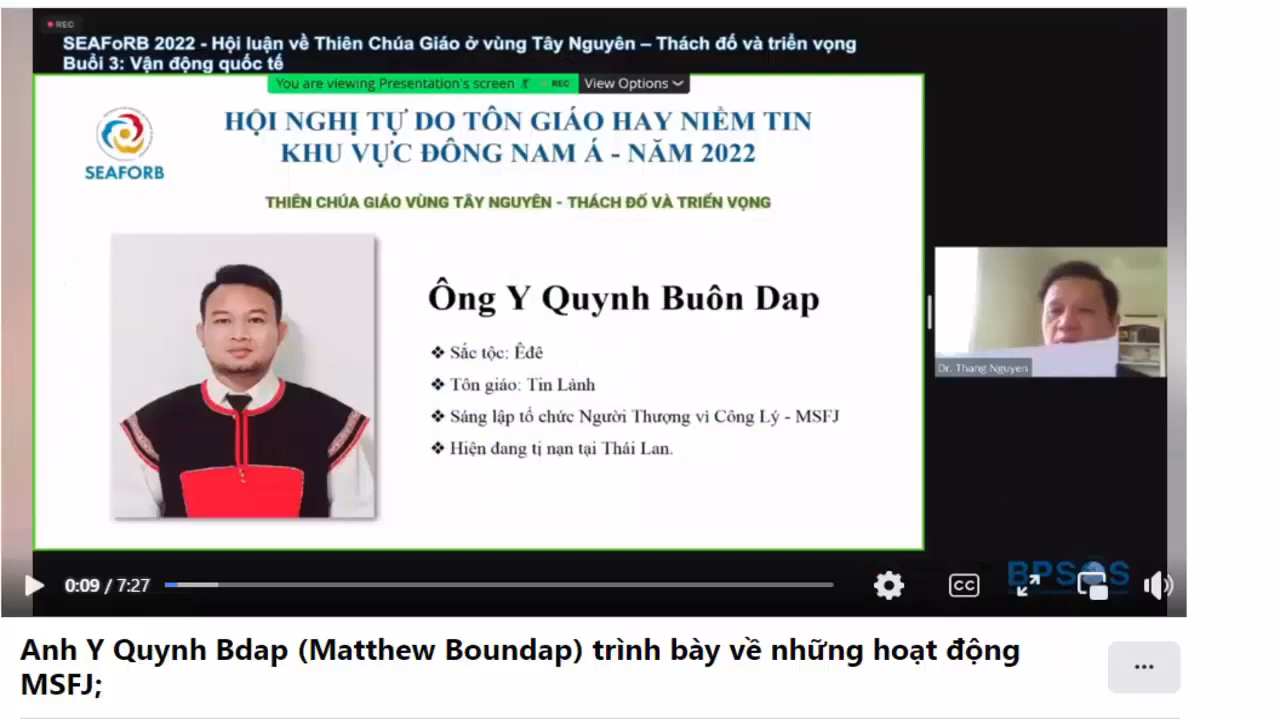 REC
SEAFoRB 2022 - Hội luận về Thiên Chúa Giáo ở vùng Tây Nguyên – Thách đố và triển vọng
Buổi 3: Vận động quốc tế
You are viewing Presentation's screen
REC
View Options
SEAFORB
HỘI NGHỊ TỰ DO TÔN GIÁO HAY NIỀM TIN
KHU VỰC ĐÔNG NAM Á - NĂM 2022
THIÊN CHÚA GIÁO VÙNG TÂY NGUYÊN - THÁCH ĐỐ VÀ TRIỂN VỌNG
Ông Y Quynh Buôn Dap
❖ Sắc tộc: Êđê
❖ Tôn giáo: Tin Lành
❖ Sáng lập tổ chức Người Thượng vì Công Lý - MSFJ
❖ Hiện đang tị nạn tại Thái Lan.
Dr. Thang Nguyen
BPSOS
0:09 / 7:27
CC
Anh Y Quynh Bdap (Matthew Boundap) trình bày về những hoạt động
MSFJ;